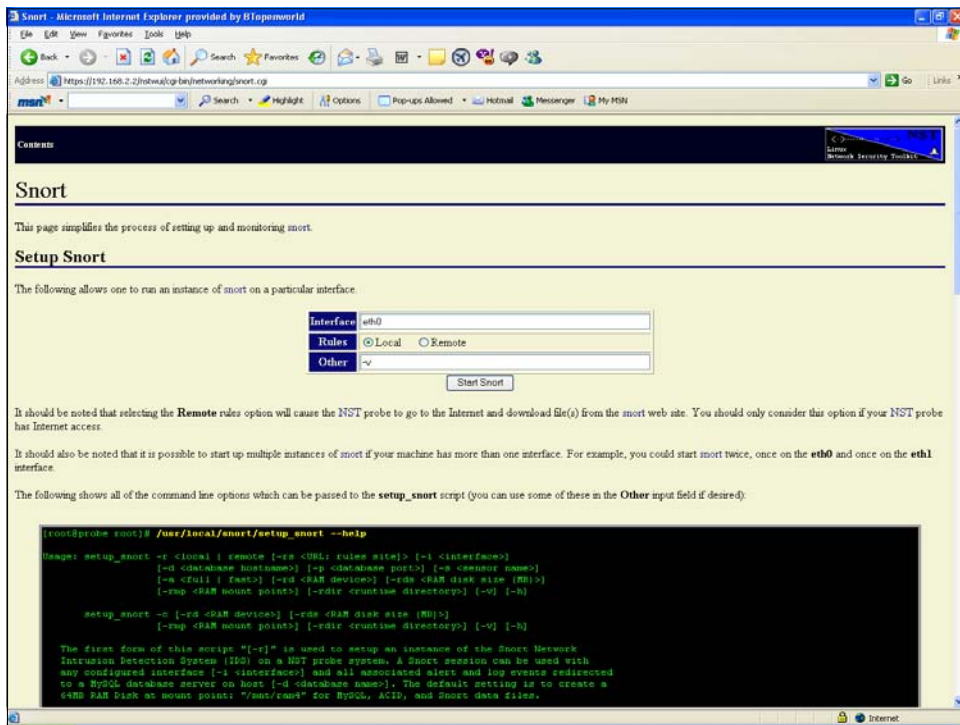 Snort - Microsoft Internet Explorer provided by BTopenworld
File Edit View Favorites Tools Help
Back Search Favorites
Address https://192.168.2.2/nstwui/cgi-bin/networking/snort.cgi Go Links
msn Search Highlight Options Pop-ups Allowed Hotmail Messenger My MSN
Contents
NST
Linux
Network Security Toolkit
Snort
This page simplifies the process of setting up and monitoring snort.
Setup Snort
The following allows one to run an instance of snort on a particular interface.
Interface eth0
Rules Local Remote
Other -v
Start Snort
It should be noted that selecting the Remote rules option will cause the NST probe to go to the Internet and download file(s) from the snort web site. You should only consider this option if your NST probe
has Internet access.
It should also be noted that it is possible to start up multiple instances of snort if your machine has more than one interface. For example, you could start snort twice, once on the eth0 and once on the eth1
interface.
The following shows all of the command line options which can be passed to the setup_snort script (you can use some of these in the Other input field if desired):
[root@probe root]# /usr/local/snort/setup_snort --help
Usage: setup_snort -r <local | remote [-rs <URL: rules site]> [-i <interface>]
[-d <database hostname>] [-p <database port>] [-s <sensor name>]
[-a <full | fast>] [-rd <RAM device>] [-rds <RAM disk size (MB)>]
[-rmp <RAM mount point>] [-rdir <runtime directory>] [-v] [-h]
setup_snort -c [-rd <RAM device>] [-rds <RAM disk size (MB)>]
[-rmp <RAM mount point>] [-rdir <runtime directory>] [-v] [-h]
The first form of this script "[-r]" is used to setup an instance of the Snort Network
Intrusion Detection System (IDS) on a NST probe system. A Snort session can be used with
any configured interface [-i <interface>] and all associated alert and log events redirected
to a MySQL database server on host [-d <database name>]. The default setting is to create a
64MB RAM Disk at mount point: "/mnt/ram4" for MySQL, ACID, and Snort data files.
Internet